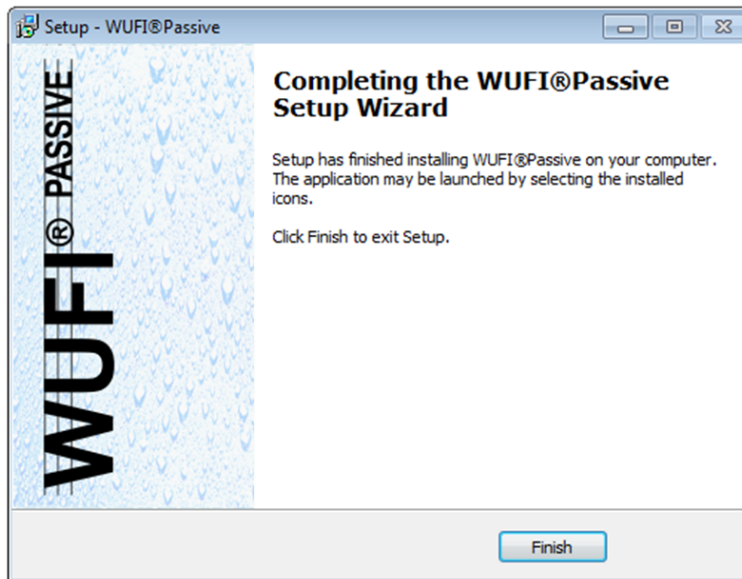 Setup - WUFI®Passive
WUFI® PASSIVE
Completing the WUFI®Passive
Setup Wizard
Setup has finished installing WUFI®Passive on your computer.
The application may be launched by selecting the installed
icons.
Click Finish to exit Setup.
Finish